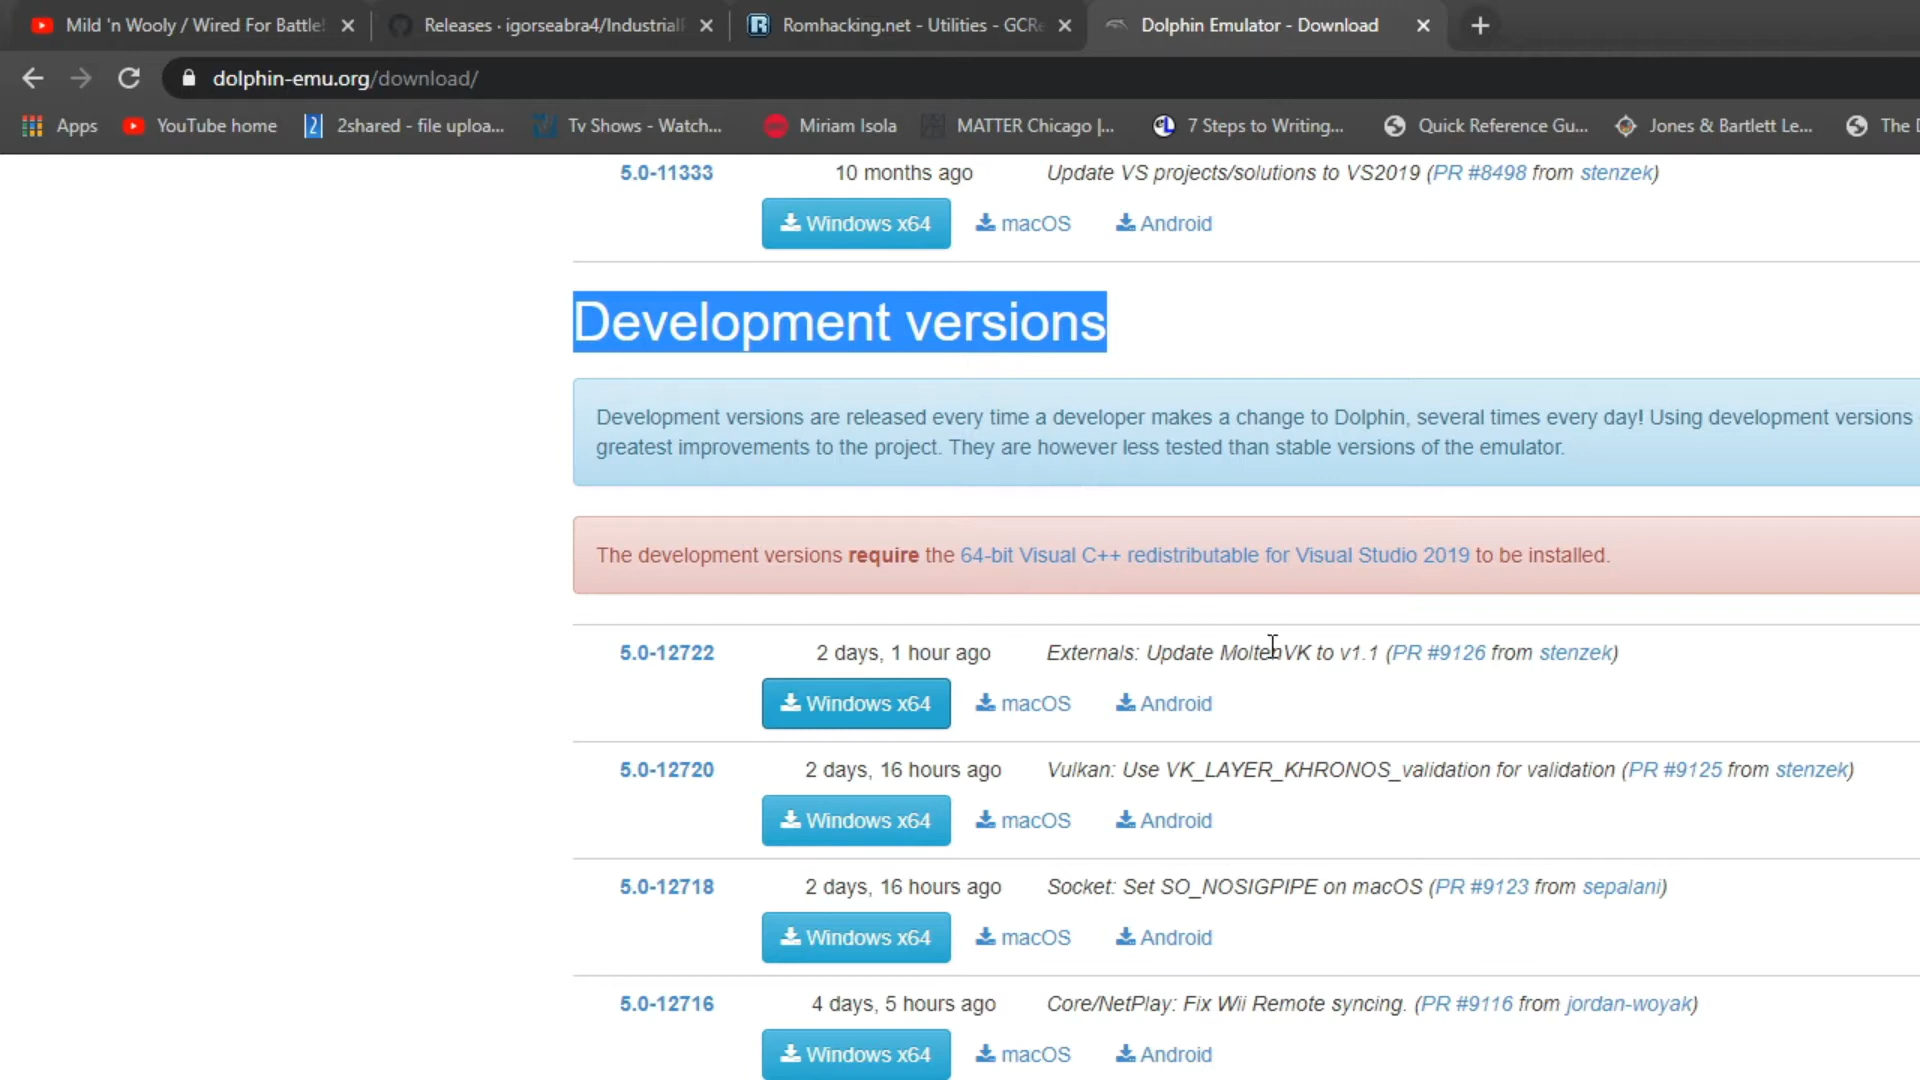 Mild 'n Wooly / Wired For Battle! Releases · igorseabra4/Industrial Romhacking.net - Utilities - GCRe Dolphin Emulator - Download
dolphin-emu.org/download/
Apps YouTube home 2shared - file uploa... Tv Shows - Watch... Miriam Isola MATTER Chicago |... 7 Steps to Writing... Quick Reference Gu... Jones & Bartlett Le... The
5.0-11333 10 months ago Update VS projects/solutions to VS2019 (PR #8498 from stenzek)
Windows x64 macOS Android
Development versions
Development versions are released every time a developer makes a change to Dolphin, several times every day! Using development versions
greatest improvements to the project. They are however less tested than stable versions of the emulator.
The development versions require the 64-bit Visual C++ redistributable for Visual Studio 2019 to be installed.
5.0-12722 2 days, 1 hour ago Externals: Update MoltenVK to v1.1 (PR #9126 from stenzek)
Windows x64 macOS Android
5.0-12720 2 days, 16 hours ago Vulkan: Use VK_LAYER_KHRONOS_validation for validation (PR #9125 from stenzek)
Windows x64 macOS Android
5.0-12718 2 days, 16 hours ago Socket: Set SO_NOSIGPIPE on macOS (PR #9123 from sepalani)
Windows x64 macOS Android
5.0-12716 4 days, 5 hours ago Core/NetPlay: Fix Wii Remote syncing. (PR #9116 from jordan-woyak)
Windows x64 macOS Android